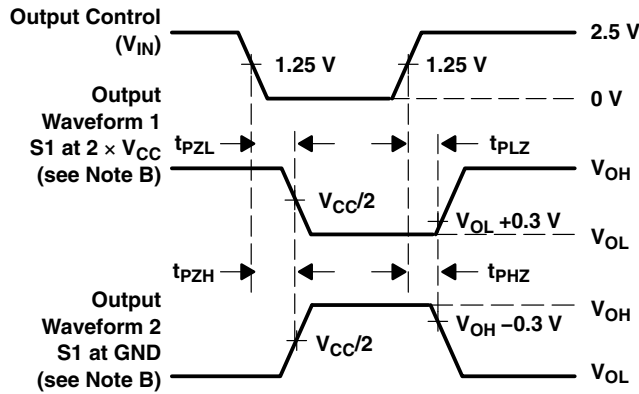 Output Control
(VIN)
2.5 V
1.25 V
1.25 V
0 V
Output
Waveform 1
S1 at 2 × VCC
(see Note B)
tPZL
tPLZ
VOH
VCC/2
VOL +0.3 V
VOL
tPZH
tPHZ
Output
Waveform 2
S1 at GND
(see Note B)
VOH
VOH −0.3 V
VCC/2
VOL